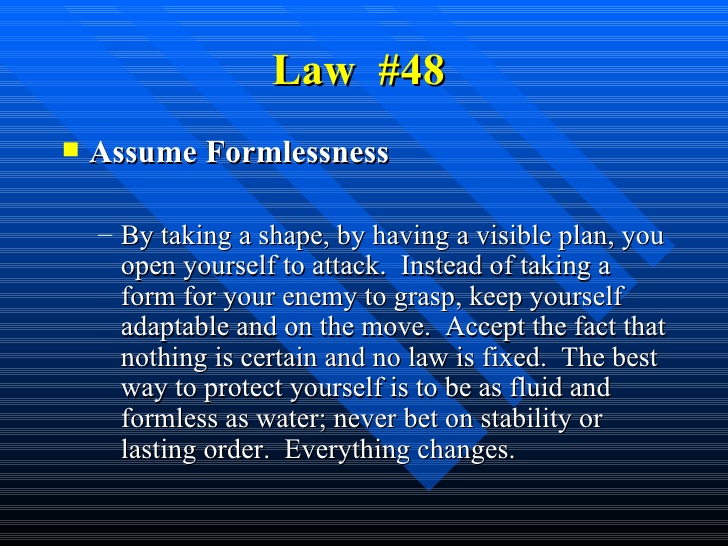 Law #48
Assume Formlessness
– By taking a shape, by having a visible plan, you
open yourself to attack. Instead of taking a
form for your enemy to grasp, keep yourself
adaptable and on the move. Accept the fact that
nothing is certain and no law is fixed. The best
way to protect yourself is to be as fluid and
formless as water; never bet on stability or
lasting order. Everything changes.